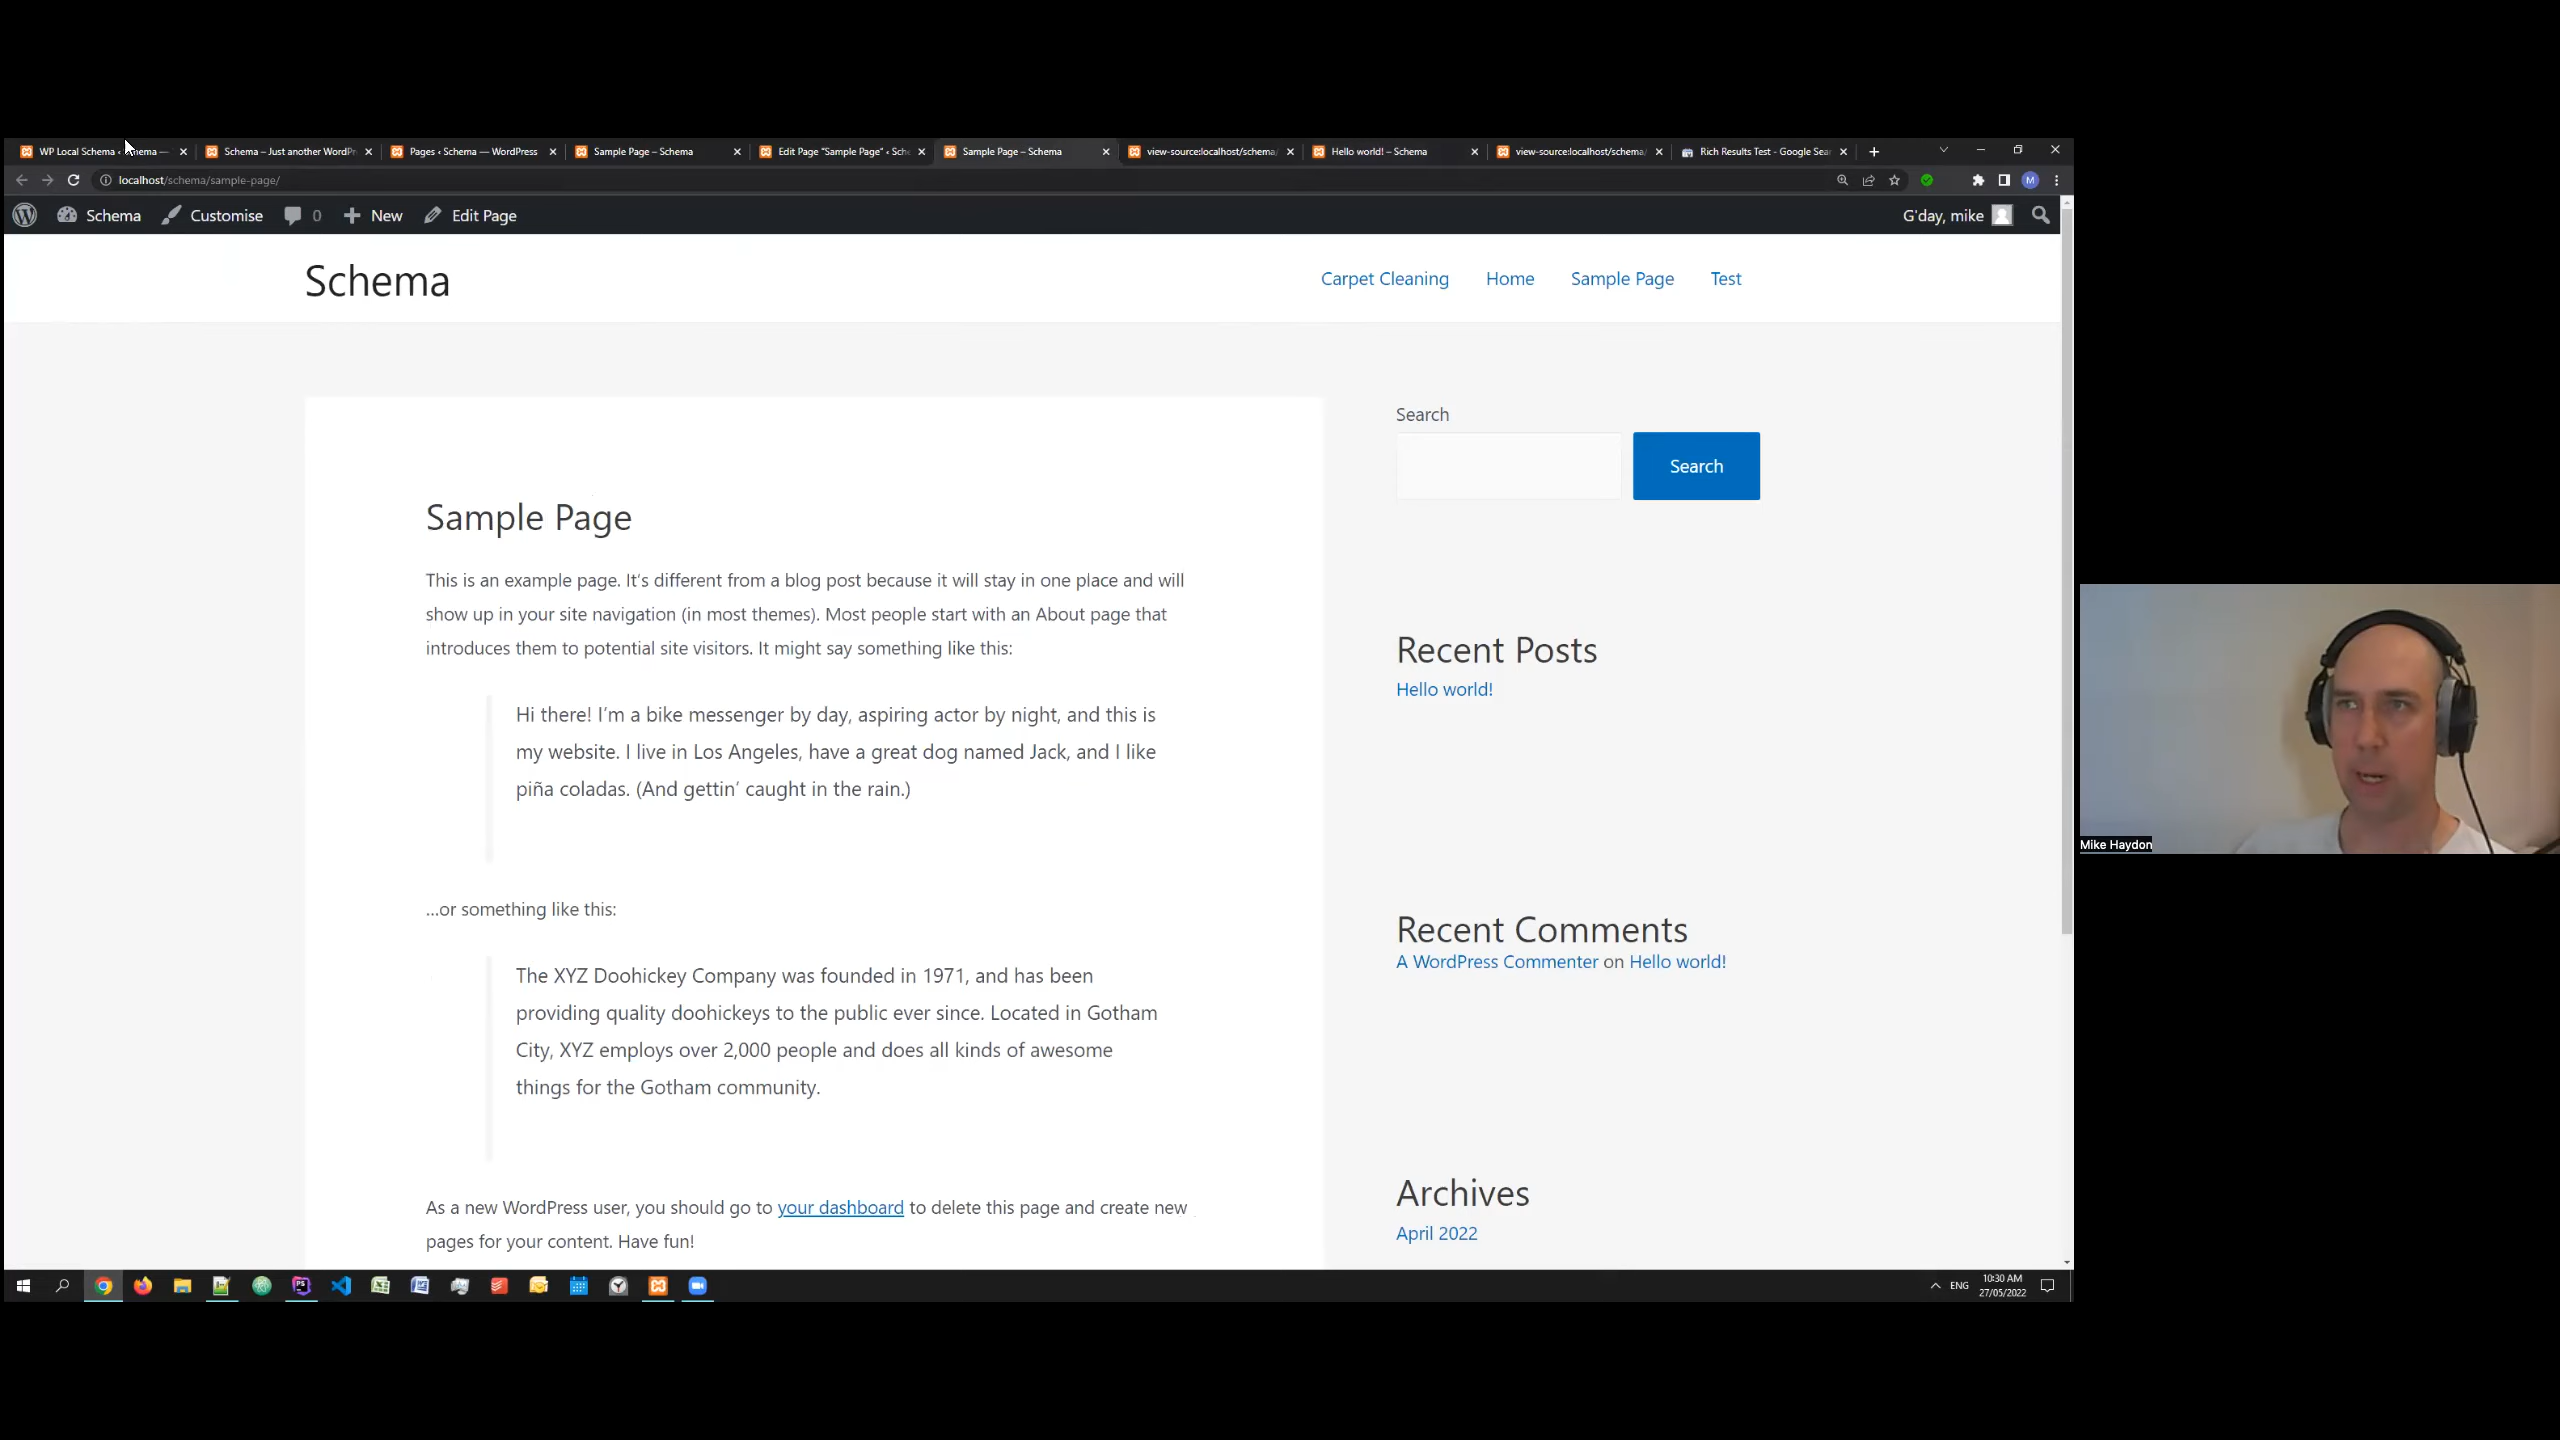 WP Local Schema ‹ Schema —
Schema – Just another WordPr
Pages ‹ Schema — WordPress
Sample Page – Schema
Edit Page "Sample Page" ‹ Sch
Sample Page – Schema
view-source:localhost/schema/
Hello world! – Schema
view-source:localhost/schema/
Rich Results Test - Google Sea
localhost/schema/sample-page/
M
Schema
Customise
0
New
Edit Page
G'day, mike
Schema
Carpet Cleaning
Home
Sample Page
Test
Sample Page
This is an example page. It's different from a blog post because it will stay in one place and will
show up in your site navigation (in most themes). Most people start with an About page that
introduces them to potential site visitors. It might say something like this:
Hi there! I'm a bike messenger by day, aspiring actor by night, and this is
my website. I live in Los Angeles, have a great dog named Jack, and I like
piña coladas. (And gettin' caught in the rain.)
...or something like this:
The XYZ Doohickey Company was founded in 1971, and has been
providing quality doohickeys to the public ever since. Located in Gotham
City, XYZ employs over 2,000 people and does all kinds of awesome
things for the Gotham community.
As a new WordPress user, you should go to your dashboard to delete this page and create new
pages for your content. Have fun!
Search
Search
Recent Posts
Hello world!
Recent Comments
A WordPress Commenter on Hello world!
Archives
April 2022
Mike Haydon
ENG
10:30 AM
27/05/2022